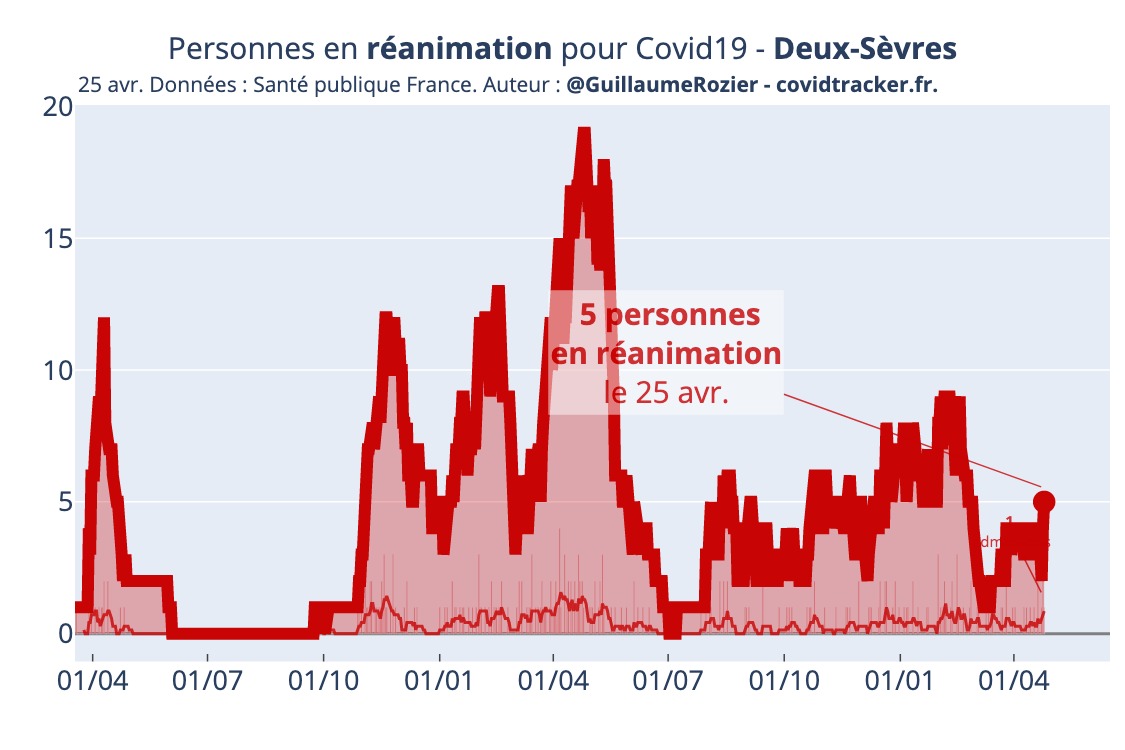 Personnes en réanimation pour Covid19 - Deux-Sèvres
25 avr. Données : Santé publique France. Auteur : @GuillaumeRozier - covidtracker.fr.
20
15
10
5
0
5 personnes
en réanimation
le 25 avr.
1
01/04 01/07 01/10 01/01 01/04 01/07 01/10 01/01 01/04